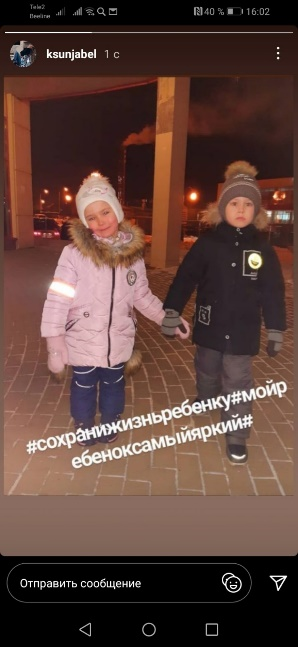 Tele2
Beeline
40 %
16:02
ksunjabel 1 с
#сохранижизньребенку#мойр
ебеноксамыйяркий#
Отправить сообщение